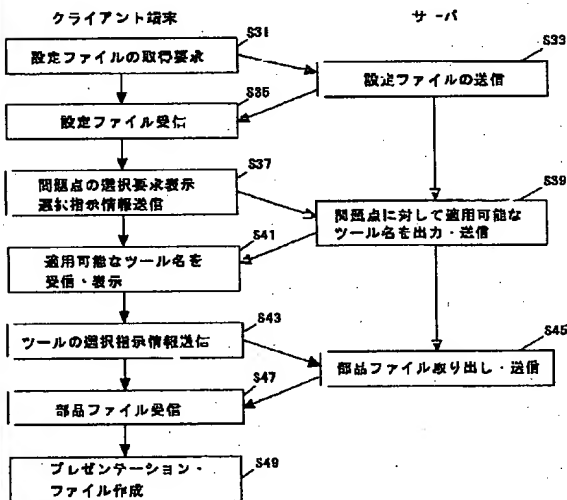 クライアント端末
サーバ
S31
設定ファイルの取得要求
S33
設定ファイルの送信
S35
設定ファイル受信
S37
問題点の選択要求表示
選択指示情報送信
S39
問題点に対して適用可能な
ツール名を出力・送信
S41
適用可能なツール名を
受信・表示
S43
ツールの選択指示情報送信
S45
部品ファイル取り出し・送信
S47
部品ファイル受信
S49
プレゼンテーション・
ファイル作成